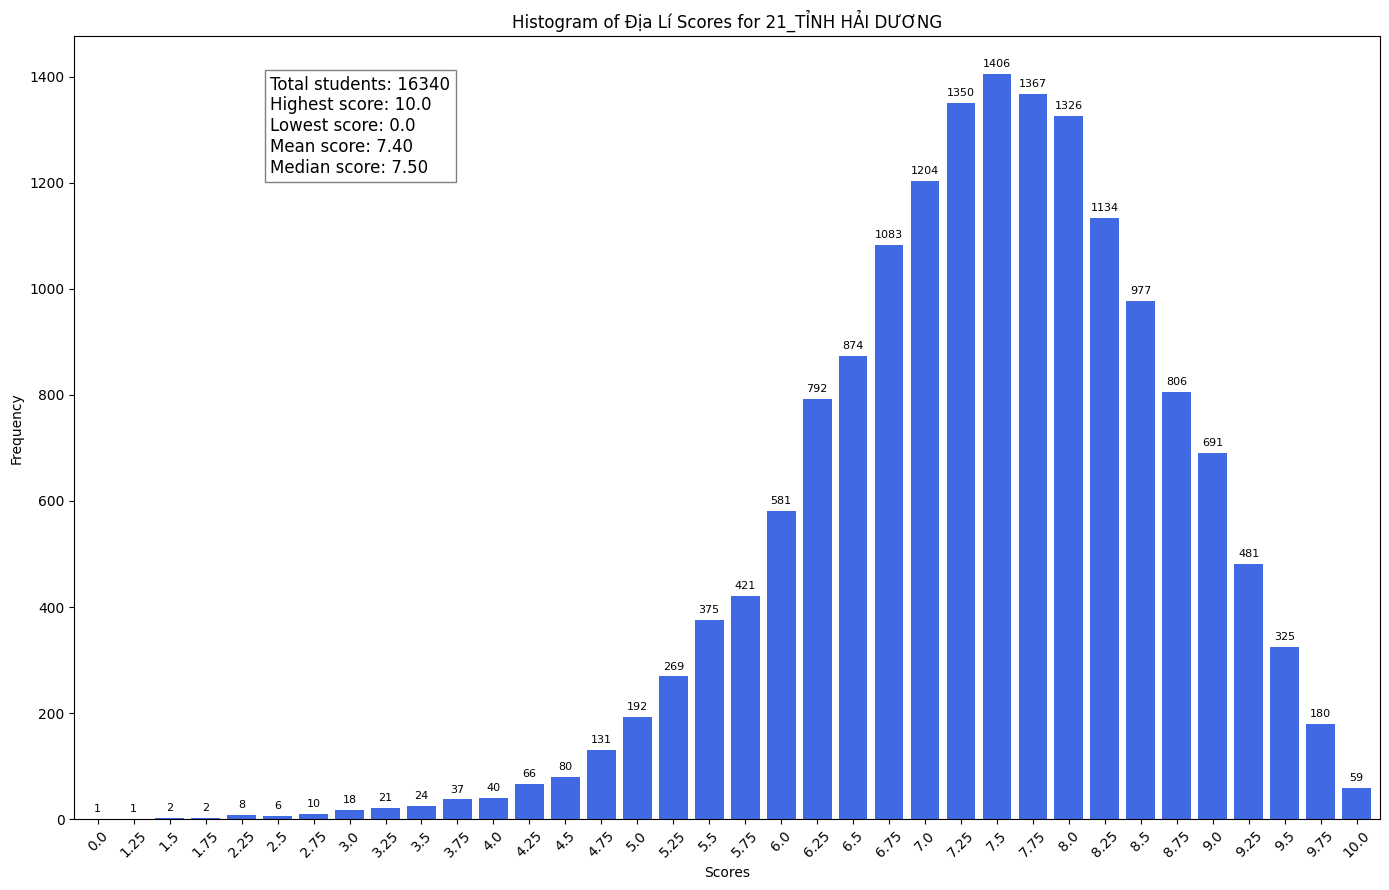 Histogram of Địa Lí Scores for 21_TỈNH HẢI DƯƠNG
Total students: 16340
Highest score: 10.0
Lowest score: 0.0
Mean score: 7.40
Median score: 7.50
Frequency
1400
1200
1000
800
600
400
200
0
1 1 2 2 8 6 10 18 21 24 37 40 66 80 131 192 269 375 421 581 792 874 1083 1204 1350 1406 1367 1326 1134 977 806 691 481 325 180 59
0.0 1.25 1.5 1.75 2.25 2.5 2.75 3.0 3.25 3.5 3.75 4.0 4.25 4.5 4.75 5.0 5.25 5.5 5.75 6.0 6.25 6.5 6.75 7.0 7.25 7.5 7.75 8.0 8.25 8.5 8.75 9.0 9.25 9.5 9.75 10.0
Scores